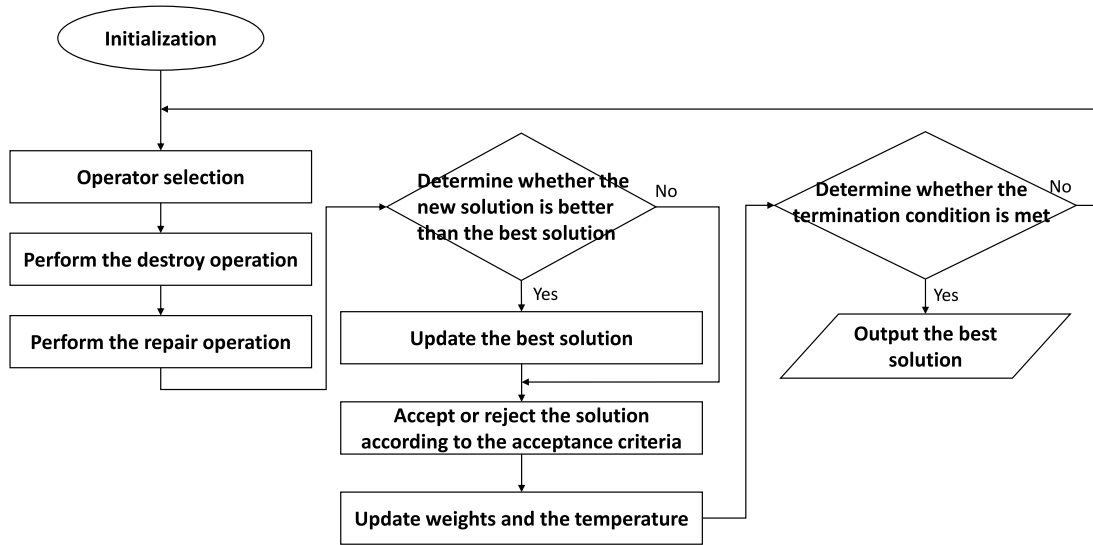 Initialization
Operator selection
Perform the destroy operation
Perform the repair operation
Determine whether the
new solution is better
than the best solution
No
Yes
Update the best solution
Accept or reject the solution
according to the acceptance criteria
Update weights and the temperature
Determine whether the
termination condition is met
No
Yes
Output the best
solution